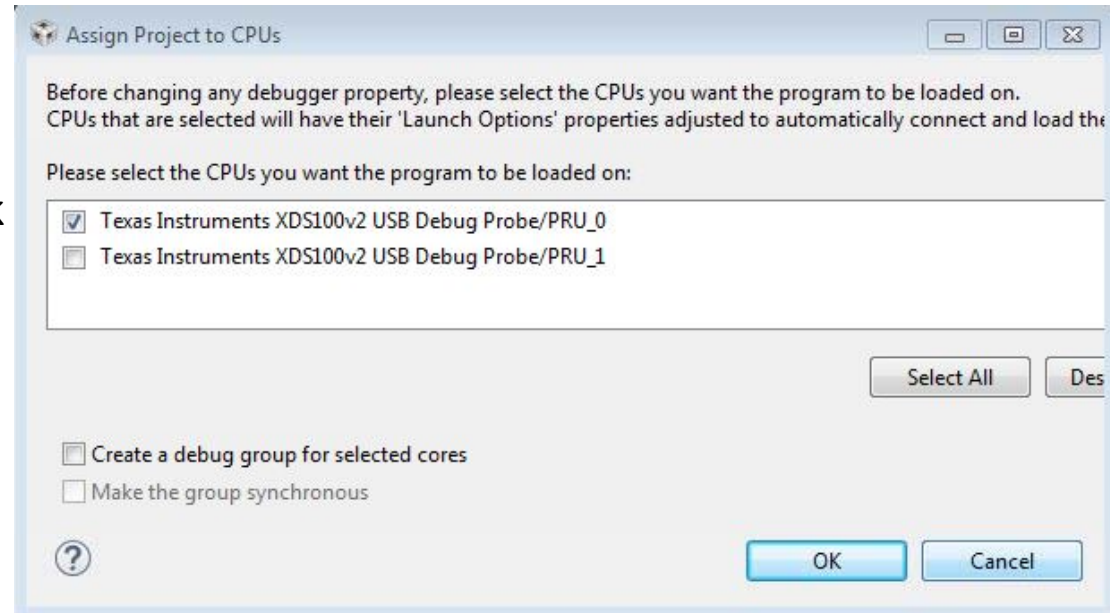 Assign Project to CPUs
Before changing any debugger property, please select the CPUs you want the program to be loaded on.
CPUs that are selected will have their 'Launch Options' properties adjusted to automatically connect and load the
Please select the CPUs you want the program to be loaded on:
Texas Instruments XDS100v2 USB Debug Probe/PRU_0
Texas Instruments XDS100v2 USB Debug Probe/PRU_1
Select All Des
Create a debug group for selected cores
Make the group synchronous
? OK Cancel